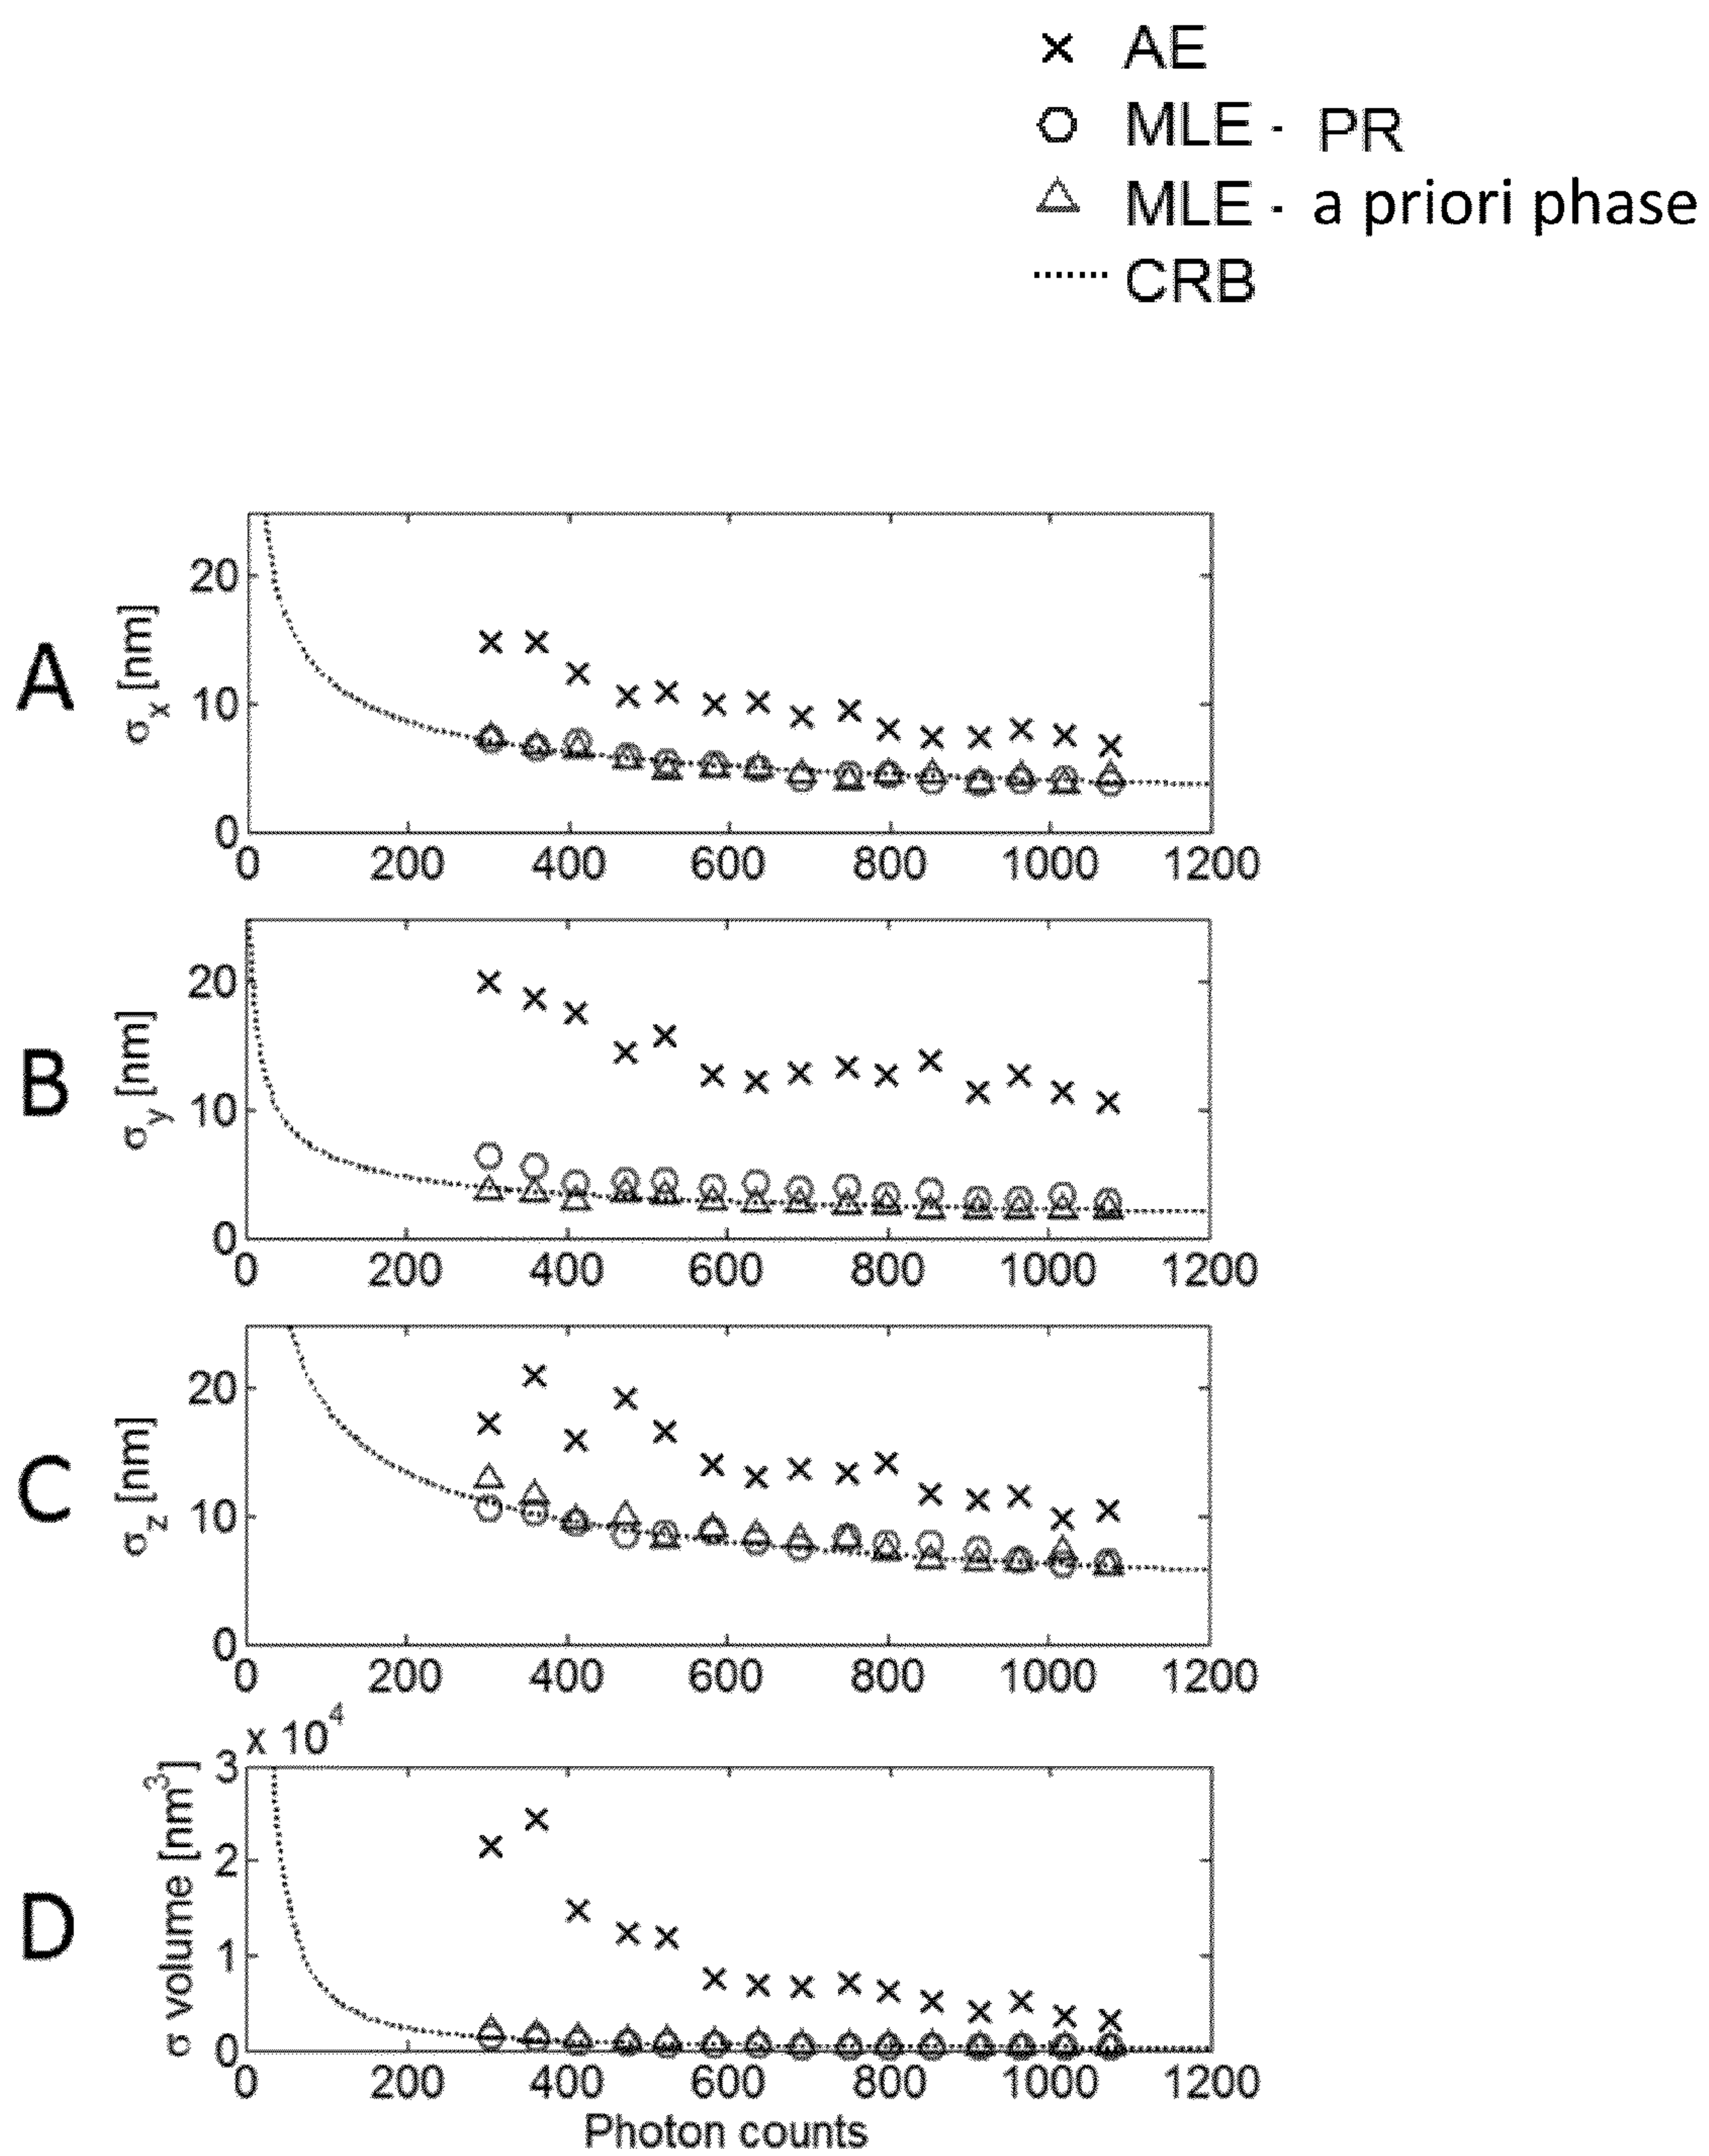 AE
MLE - PR
MLE - a priori phase
CRB
A
σx [nm]
20
10
0
0 200 400 600 800 1000 1200
B
σy [nm]
20
10
0
0 200 400 600 800 1000 1200
C
σz [nm]
20
10
0
0 200 400 600 800 1000 1200
x 10^4
D
σ volume [nm^3]
3
2
1
0
0 200 400 600 800 1000 1200
Photon counts